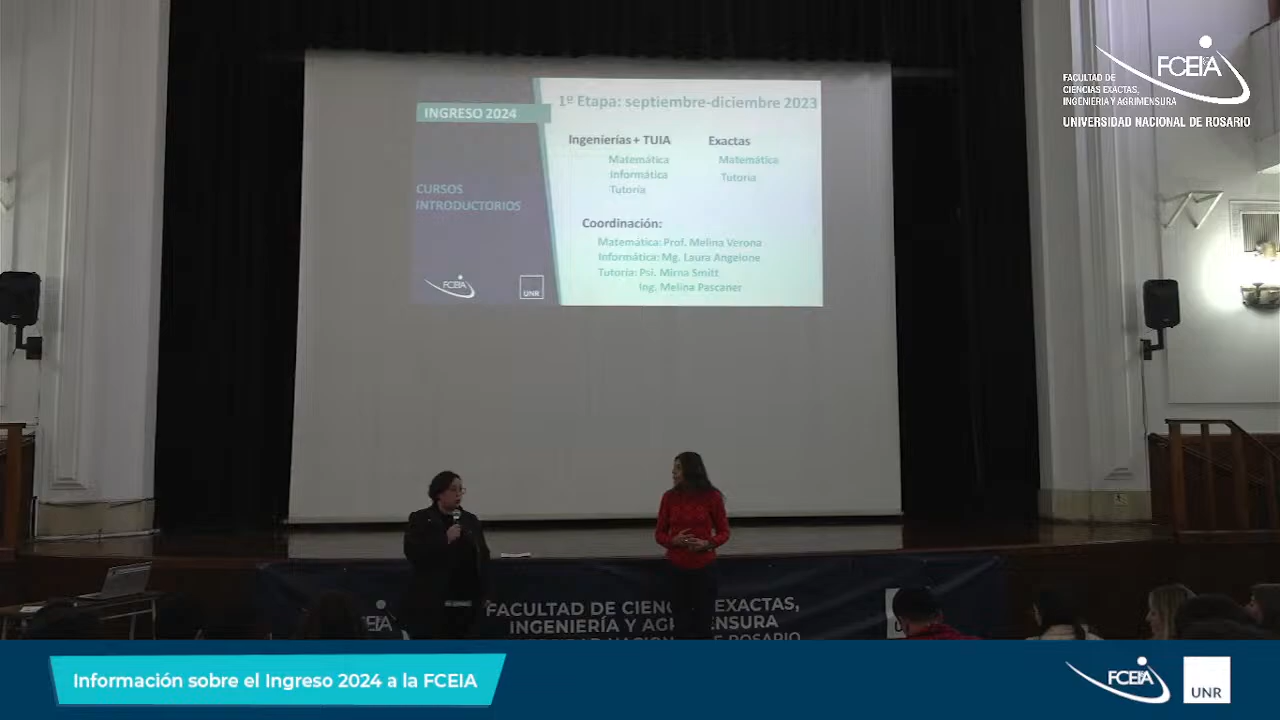 INGRESO 2024
CURSOS
INTRODUCTORIOS
FCEIA
UNR
1º Etapa: septiembre-diciembre 2023
Ingenierías + TUIA
Matemática
Informática
Tutoría
Exactas
Matemática
Tutoría
Coordinación:
Matemática: Prof. Melina Verona
Informática: Mg. Laura Angelone
Tutoría: Psi. Mirna Smitt
Ing. Melina Pascaner
FCEIA
FACULTAD DE
CIENCIAS EXACTAS,
INGENIERÍA Y AGRIMENSURA
UNIVERSIDAD NACIONAL DE ROSARIO
FACULTAD DE CIENC EXACTAS,
INGENIERÍA Y AGR ENSURA
ROSARIO
Información sobre el Ingreso 2024 a la FCEIA
FCEIA
UNR